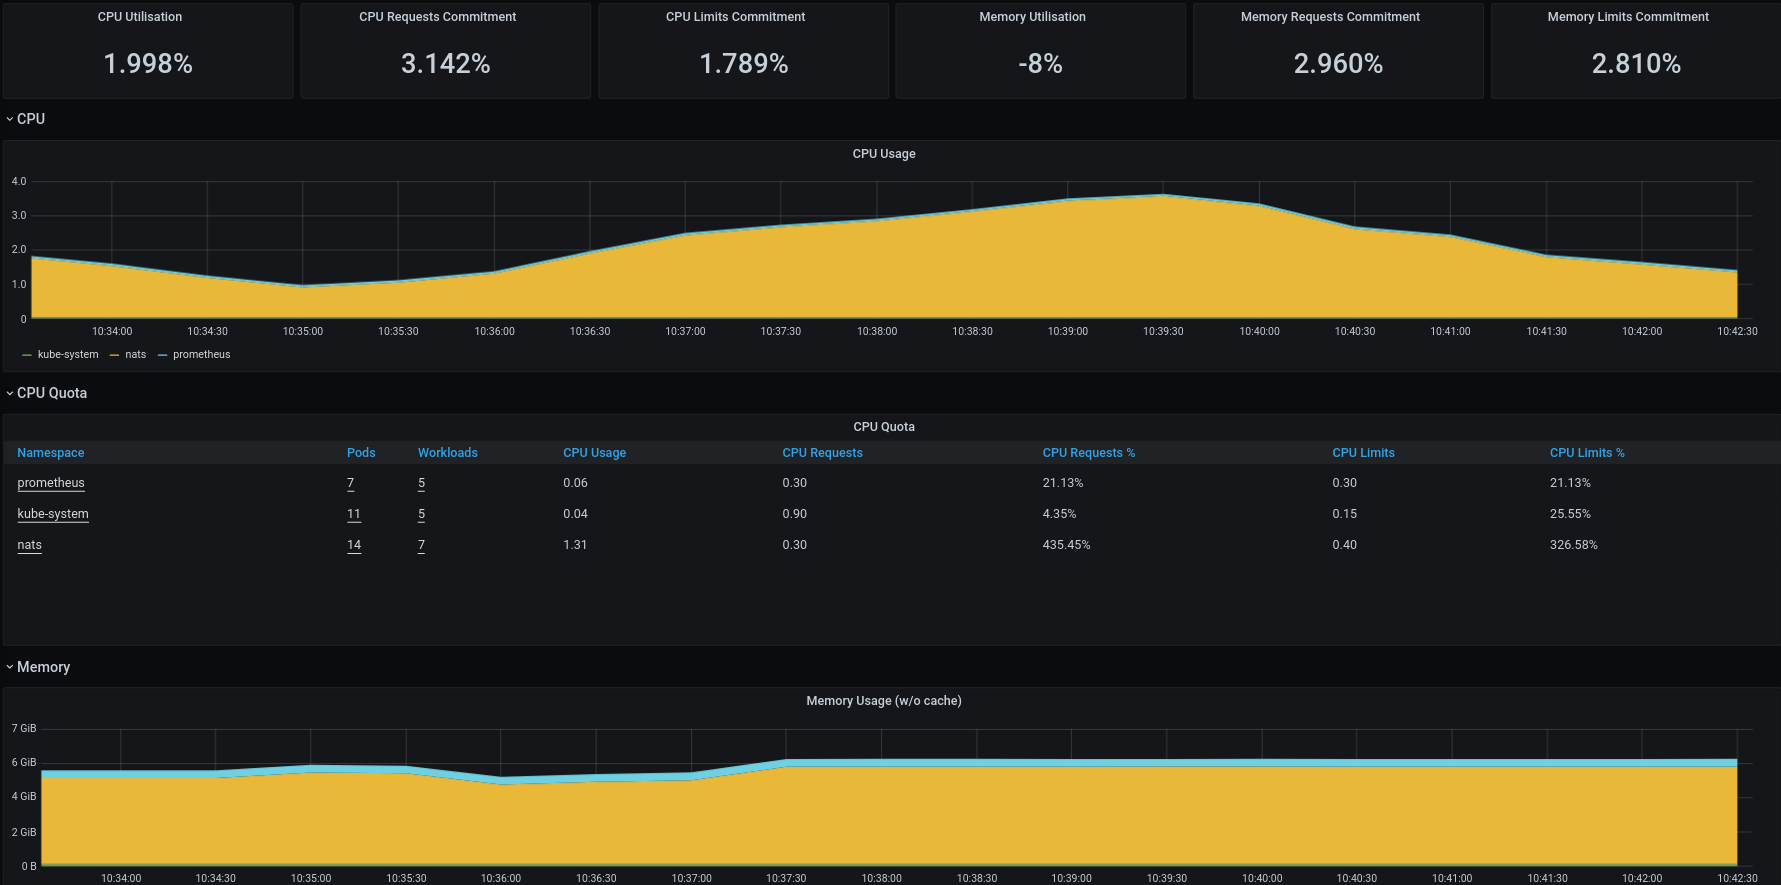 CPU Utilisation CPU Requests Commitment CPU Limits Commitment Memory Utilisation Memory Requests Commitment Memory Limits Commitment
1.998% 3.142% 1.789% -8% 2.960% 2.810%
CPU
CPU Usage
4.0
3.0
2.0
1.0
0
10:34:00 10:34:30 10:35:00 10:35:30 10:36:00 10:36:30 10:37:00 10:37:30 10:38:00 10:38:30 10:39:00 10:39:30 10:40:00 10:40:30 10:41:00 10:41:30 10:42:00 10:42:30
kube-system nats prometheus
CPU Quota
CPU Quota
Namespace Pods Workloads CPU Usage CPU Requests CPU Requests % CPU Limits CPU Limits %
prometheus 7 5 0.06 0.30 21.13% 0.30 21.13%
kube-system 11 5 0.04 0.90 4.35% 0.15 25.55%
nats 14 7 1.31 0.30 435.45% 0.40 326.58%
Memory
Memory Usage (w/o cache)
7 GiB
6 GiB
4 GiB
2 GiB
0 B
10:34:00 10:34:30 10:35:00 10:35:30 10:36:00 10:36:30 10:37:00 10:37:30 10:38:00 10:38:30 10:39:00 10:39:30 10:40:00 10:40:30 10:41:00 10:41:30 10:42:00 10:42:30